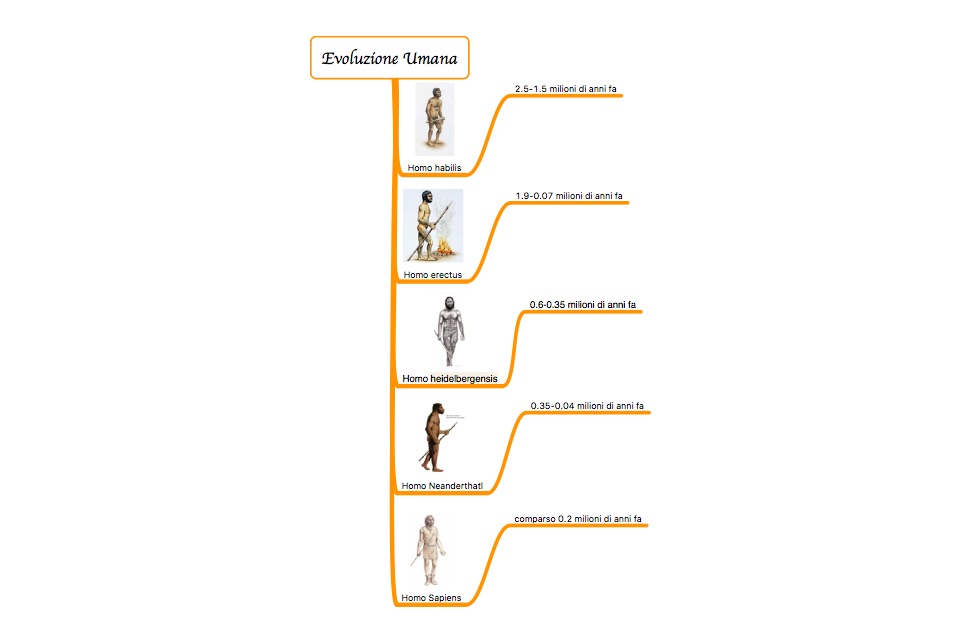 Evoluzione Umana
2.5-1.5 milioni di anni fa
Homo habilis
1.9-0.07 milioni di anni fa
Homo erectus
0.6-0.35 milioni di anni fa
Homo heidelbergensis
0.35-0.04 milioni di anni fa
Homo Neanderthatl
comparso 0.2 milioni di anni fa
Homo Sapiens